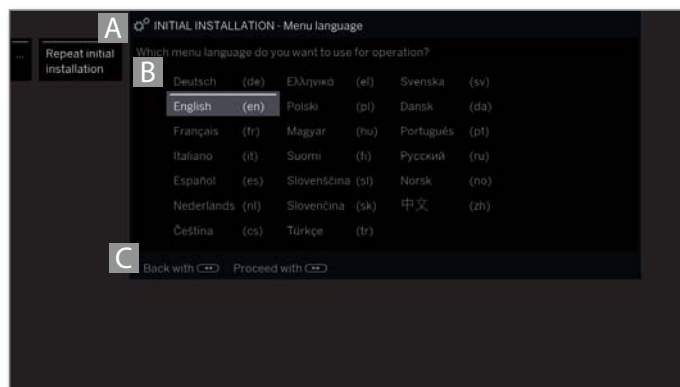 A
INITIAL INSTALLATION - Menu language
...
Repeat initial
installation
Which menu language do you want to use for operation?
B
Deutsch (de) Ελληνικά (el) Svenska (sv)
English (en) Polski (pl) Dansk (da)
Français (fr) Magyar (hu) Português (pt)
Italiano (it) Suomi (fi) Русский (ru)
Español (es) Slovenščina (sl) Norsk (no)
Nederlands (nl) Slovenčina (sk) 中文 (zh)
Čeština (cs) Türkçe (tr)
C
Back with Proceed with